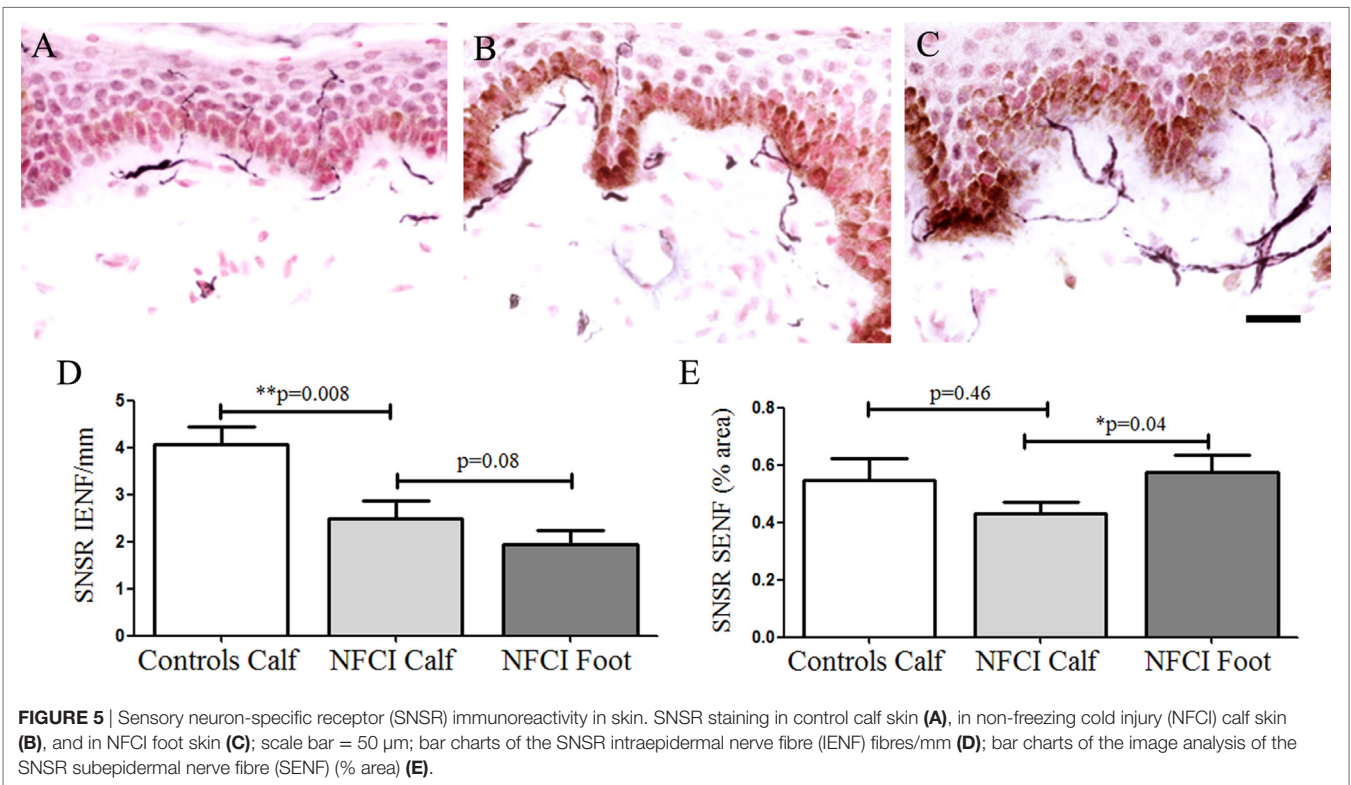 A
B
C
D
**p=0.008
p=0.08
SNSR IENF/mm
5
4
3
2
1
0
Controls Calf NFCI Calf NFCI Foot
E
p=0.46
*p=0.04
SNSR SENF (% area)
0.8
0.6
0.4
0.2
0.0
Controls Calf NFCI Calf NFCI Foot
FIGURE 5 | Sensory neuron-specific receptor (SNSR) immunoreactivity in skin. SNSR staining in control calf skin (A), in non-freezing cold injury (NFCI) calf skin
(B), and in NFCI foot skin (C); scale bar = 50 µm; bar charts of the SNSR intraepidermal nerve fibre (IENF) fibres/mm (D); bar charts of the image analysis of the
SNSR subepidermal nerve fibre (SENF) (% area) (E).